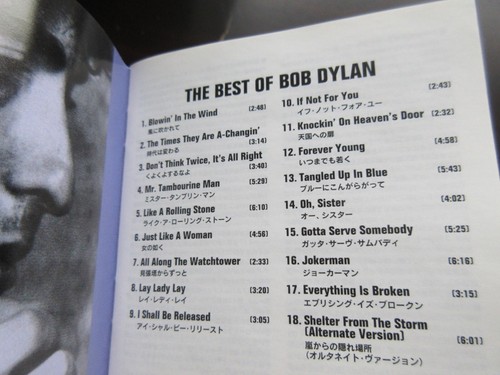 THE BEST OF BOB DYLAN
1. Blowin' In The Wind [2:48]
風に吹かれて
2. The Times They Are A-Changin' [3:14]
時代は変わる
3. Don't Think Twice, It's All Right [3:40]
くよくよするなよ
4. Mr. Tambourine Man [5:29]
ミスター・タンブリン・マン
5. Like A Rolling Stone [6:10]
ライク・ア・ローリング・ストーン
6. Just Like A Woman [4:56]
女の如く
7. All Along The Watchtower [2:33]
見張塔からずっと
8. Lay Lady Lay [3:20]
レイ・レディ・レイ
9. I Shall Be Released [3:05]
アイ・シャル・ビー・リリースト
10. If Not For You [2:43]
イフ・ノット・フォア・ユー
11. Knockin' On Heaven's Door [2:32]
天国への扉
12. Forever Young [4:58]
いつまでも若く
13. Tangled Up In Blue [5:43]
ブルーにこんがらがって
14. Oh, Sister [4:02]
オー、シスター
15. Gotta Serve Somebody [5:25]
ガッタ・サーヴ・サムバディ
16. Jokerman [6:16]
ジョーカーマン
17. Everything Is Broken [3:15]
エブリシング・イズ・ブロークン
18. Shelter From The Storm
[Alternate Version] [6:01]
嵐からの隠れ場所
(オルタネイト・ヴァージョン)